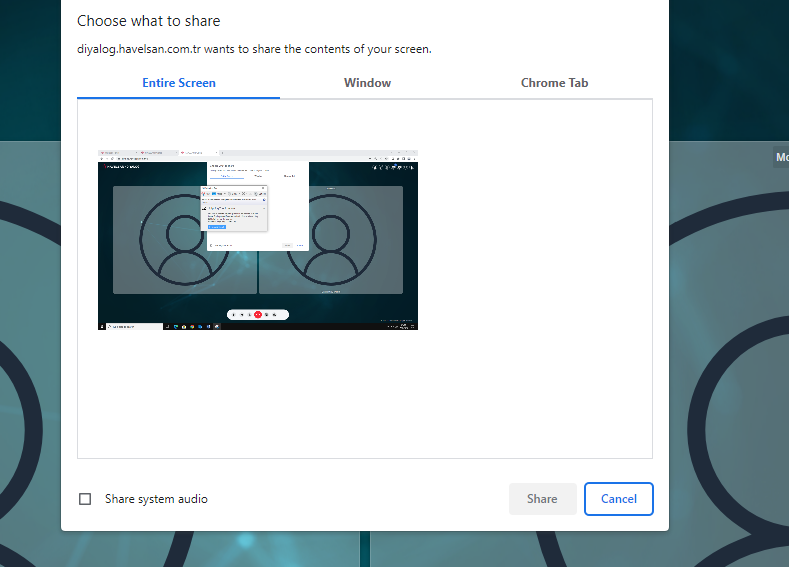 Choose what to share
diyalog.havelsan.com.tr wants to share the contents of your screen.
Entire Screen
Window
Chrome Tab
Share system audio
Share
Cancel